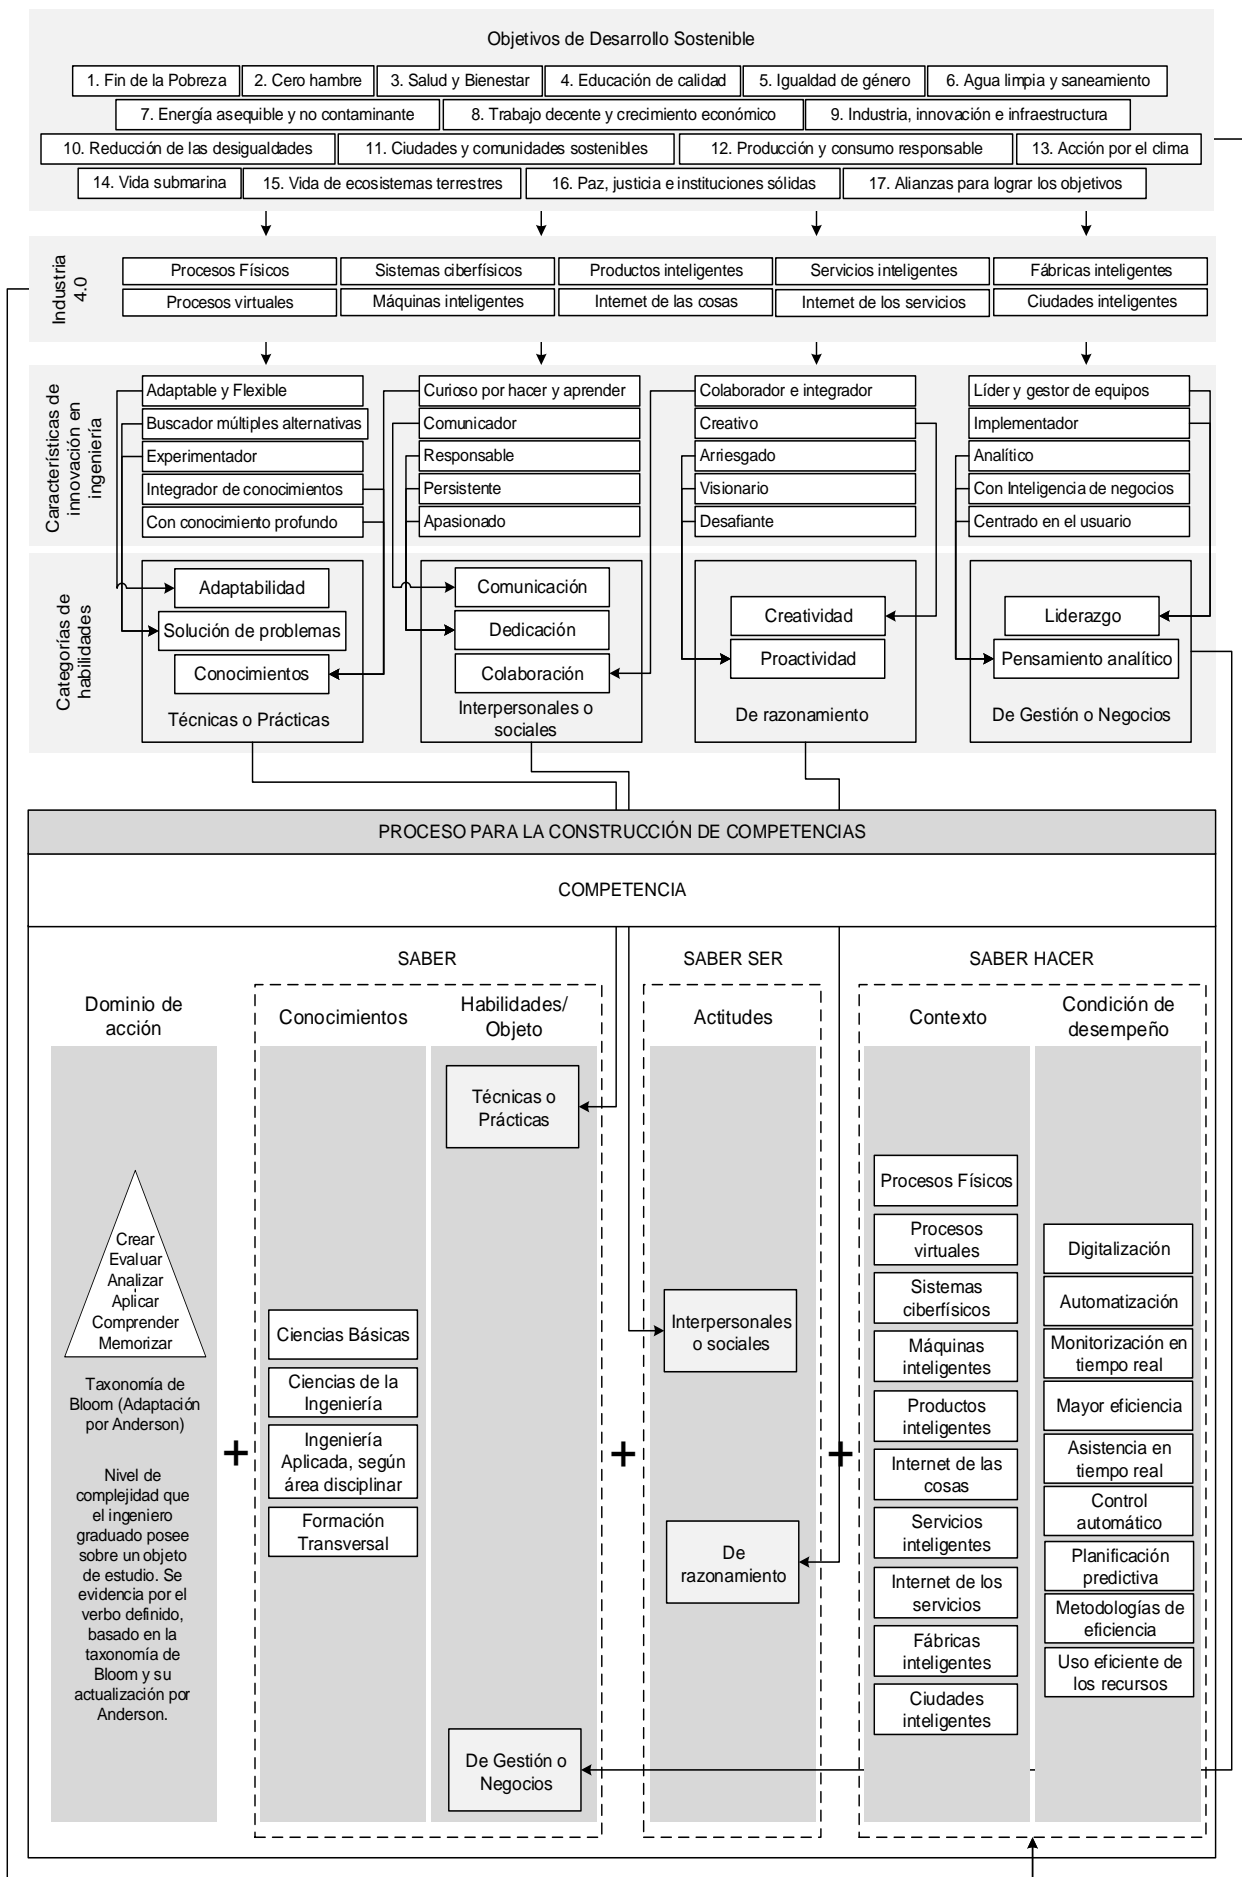 Objetivos de Desarrollo Sostenible
1. Fin de la Pobreza
2. Cero hambre
3. Salud y Bienestar
4. Educación de calidad
5. Igualdad de género
6. Agua limpia y saneamiento
7. Energía asequible y no contaminante
8. Trabajo decente y crecimiento económico
9. Industria, innovación e infraestructura
10. Reducción de las desigualdades
11. Ciudades y comunidades sostenibles
12. Producción y consumo responsable
13. Acción por el clima
14. Vida submarina
15. Vida de ecosistemas terrestres
16. Paz, justicia e instituciones sólidas
17. Alianzas para lograr los objetivos
Industria
4.0
Procesos Físicos
Sistemas ciberfísicos
Productos inteligentes
Servicios inteligentes
Fábricas inteligentes
Procesos virtuales
Máquinas inteligentes
Internet de las cosas
Internet de los servicios
Ciudades inteligentes
Características de
innovación en
ingeniería
Adaptable y Flexible
Buscador múltiples alternativas
Experimentador
Integrador de conocimientos
Con conocimiento profundo
Curioso por hacer y aprender
Comunicador
Responsable
Persistente
Apasionado
Colaborador e integrador
Creativo
Arriesgado
Visionario
Desafiante
Líder y gestor de equipos
Implementador
Analítico
Con Inteligencia de negocios
Centrado en el usuario
Categorías de
habilidades
Adaptabilidad
Solución de problemas
Conocimientos
Técnicas o Prácticas
Comunicación
Dedicación
Colaboración
Interpersonales o
sociales
Creatividad
Proactividad
De razonamiento
Liderazgo
Pensamiento analítico
De Gestión o Negocios
PROCESO PARA LA CONSTRUCCIÓN DE COMPETENCIAS
COMPETENCIA
SABER
SABER SER
SABER HACER
Dominio de
acción
Conocimientos
Habilidades/
Objeto
Actitudes
Contexto
Condición de
desempeño
Crear
Evaluar
Analizar
Aplicar
Comprender
Memorizar
Taxonomía de
Bloom (Adaptación
por Anderson)
Nivel de
complejidad que
el ingeniero
graduado posee
sobre un objeto
de estudio. Se
evidencia por el
verbo definido,
basado en la
taxonomía de
Bloom y su
actualización por
Anderson.
+
Ciencias Básicas
Ciencias de la
Ingeniería
Ingeniería
Aplicada, según
área disciplinar
Formación
Transversal
Técnicas o
Prácticas
De Gestión o
Negocios
+
Interpersonales
o sociales
De
razonamiento
+
Procesos Físicos
Procesos
virtuales
Sistemas
ciberfísicos
Máquinas
inteligentes
Productos
inteligentes
Internet de las
cosas
Servicios
inteligentes
Internet de los
servicios
Fábricas
inteligentes
Ciudades
inteligentes
Digitalización
Automatización
Monitorización en
tiempo real
Mayor eficiencia
Asistencia en
tiempo real
Control
automático
Planificación
predictiva
Metodologías de
eficiencia
Uso eficiente de
los recursos